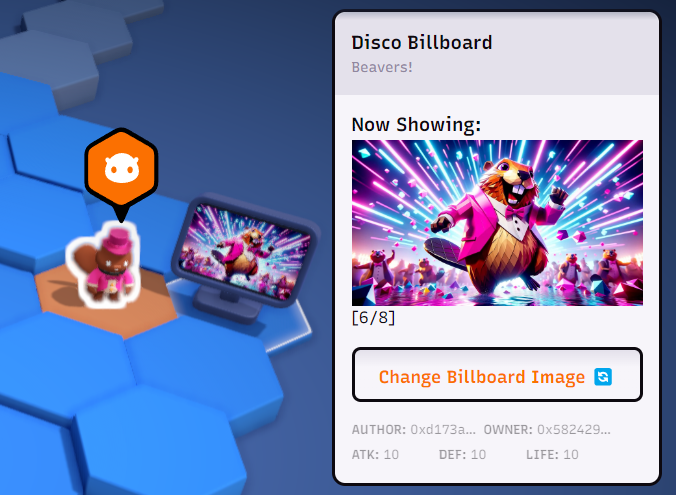 Disco Billboard
Beavers!
Now Showing:
[6/8]
Change Billboard Image
AUTHOR: 0xd173a... OWNER: 0x582429...
ATK: 10 DEF: 10 LIFE: 10